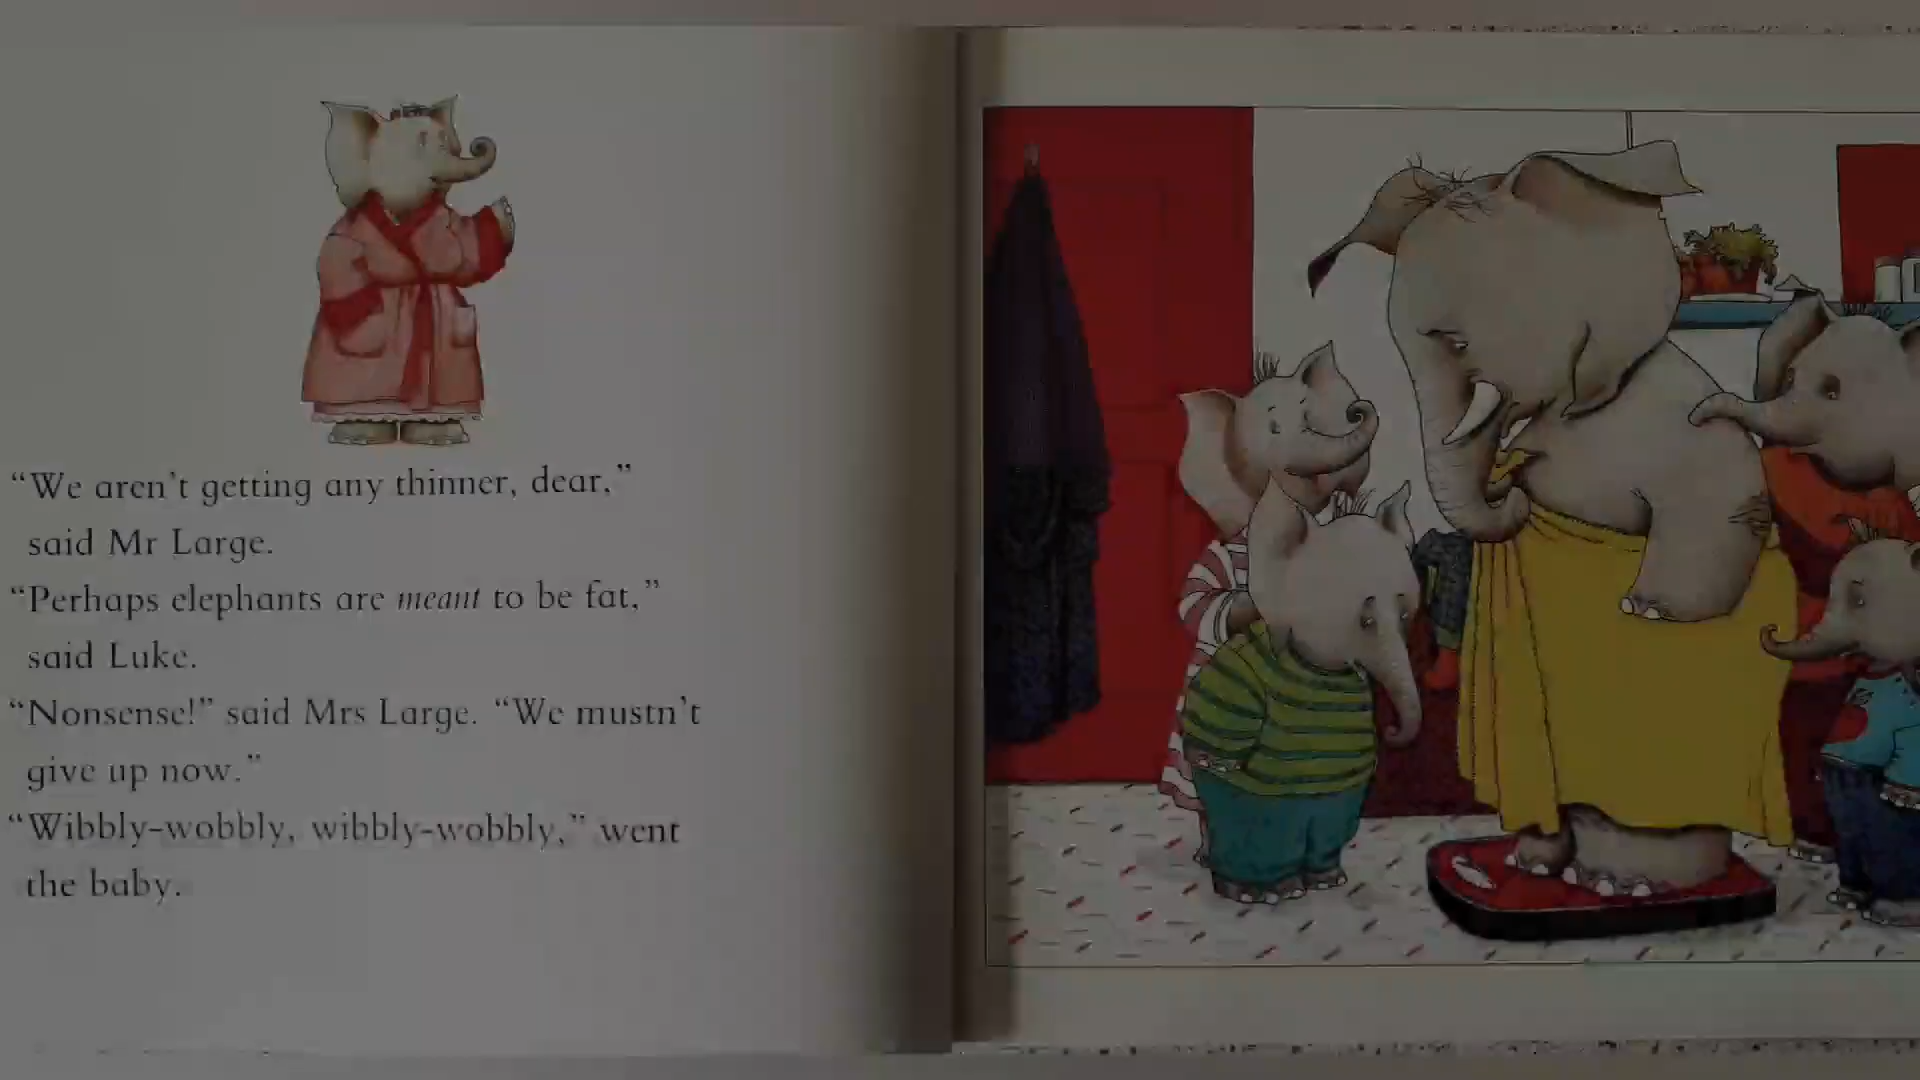 “We aren't getting any thinner, dear,”
said Mr Large.
“Perhaps elephants are meant to be fat,”
said Luke.
“Nonsense!” said Mrs Large. “We mustn't
give up now.”
“Wibbly-wobbly, wibbly-wobbly,” went
the baby.